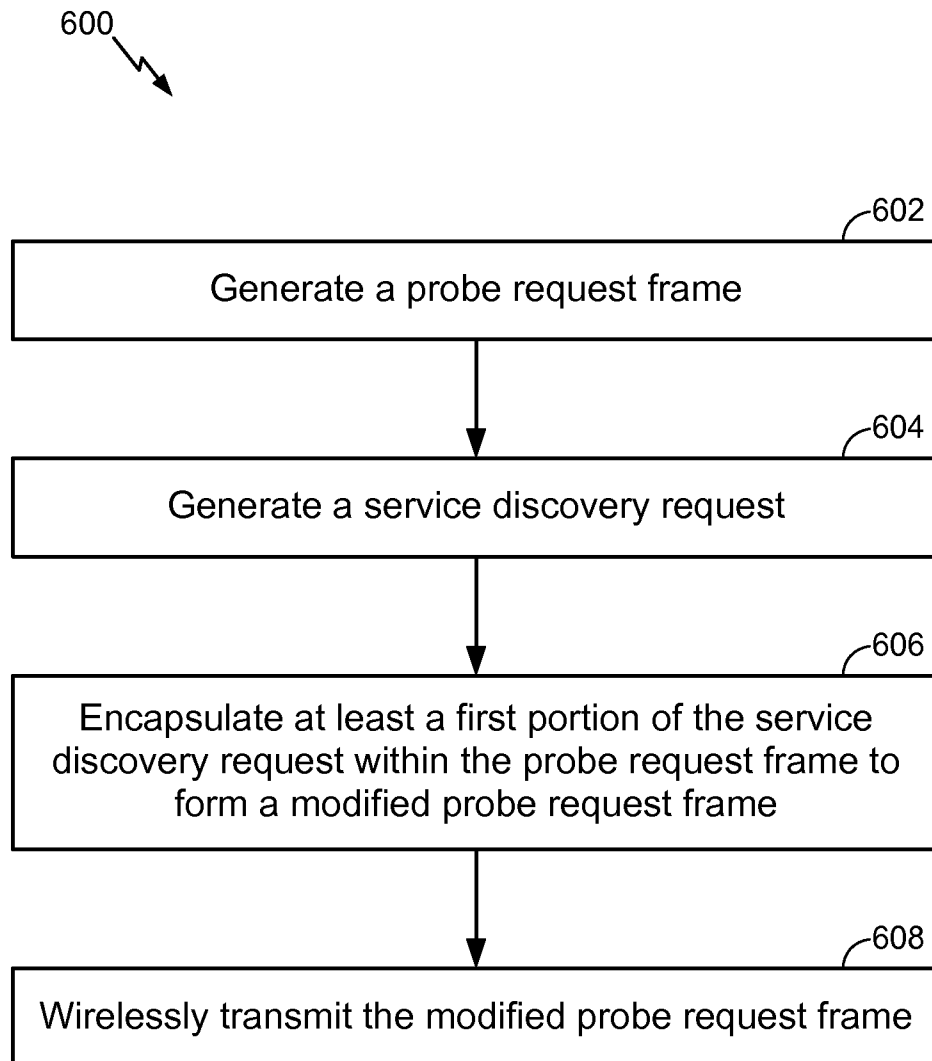 600
602
Generate a probe request frame
604
Generate a service discovery request
606
Encapsulate at least a first portion of the service
discovery request within the probe request frame to
form a modified probe request frame
608
Wirelessly transmit the modified probe request frame